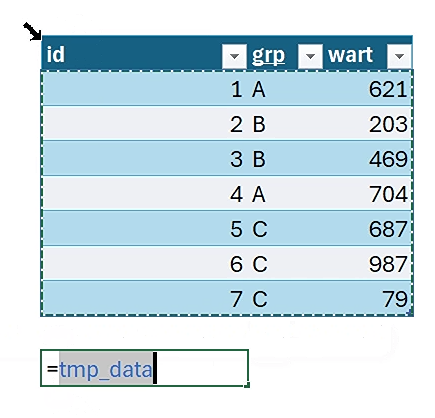 id grp wart
1 A 621
2 B 203
3 B 469
4 A 704
5 C 687
6 C 987
7 C 79
=tmp_data